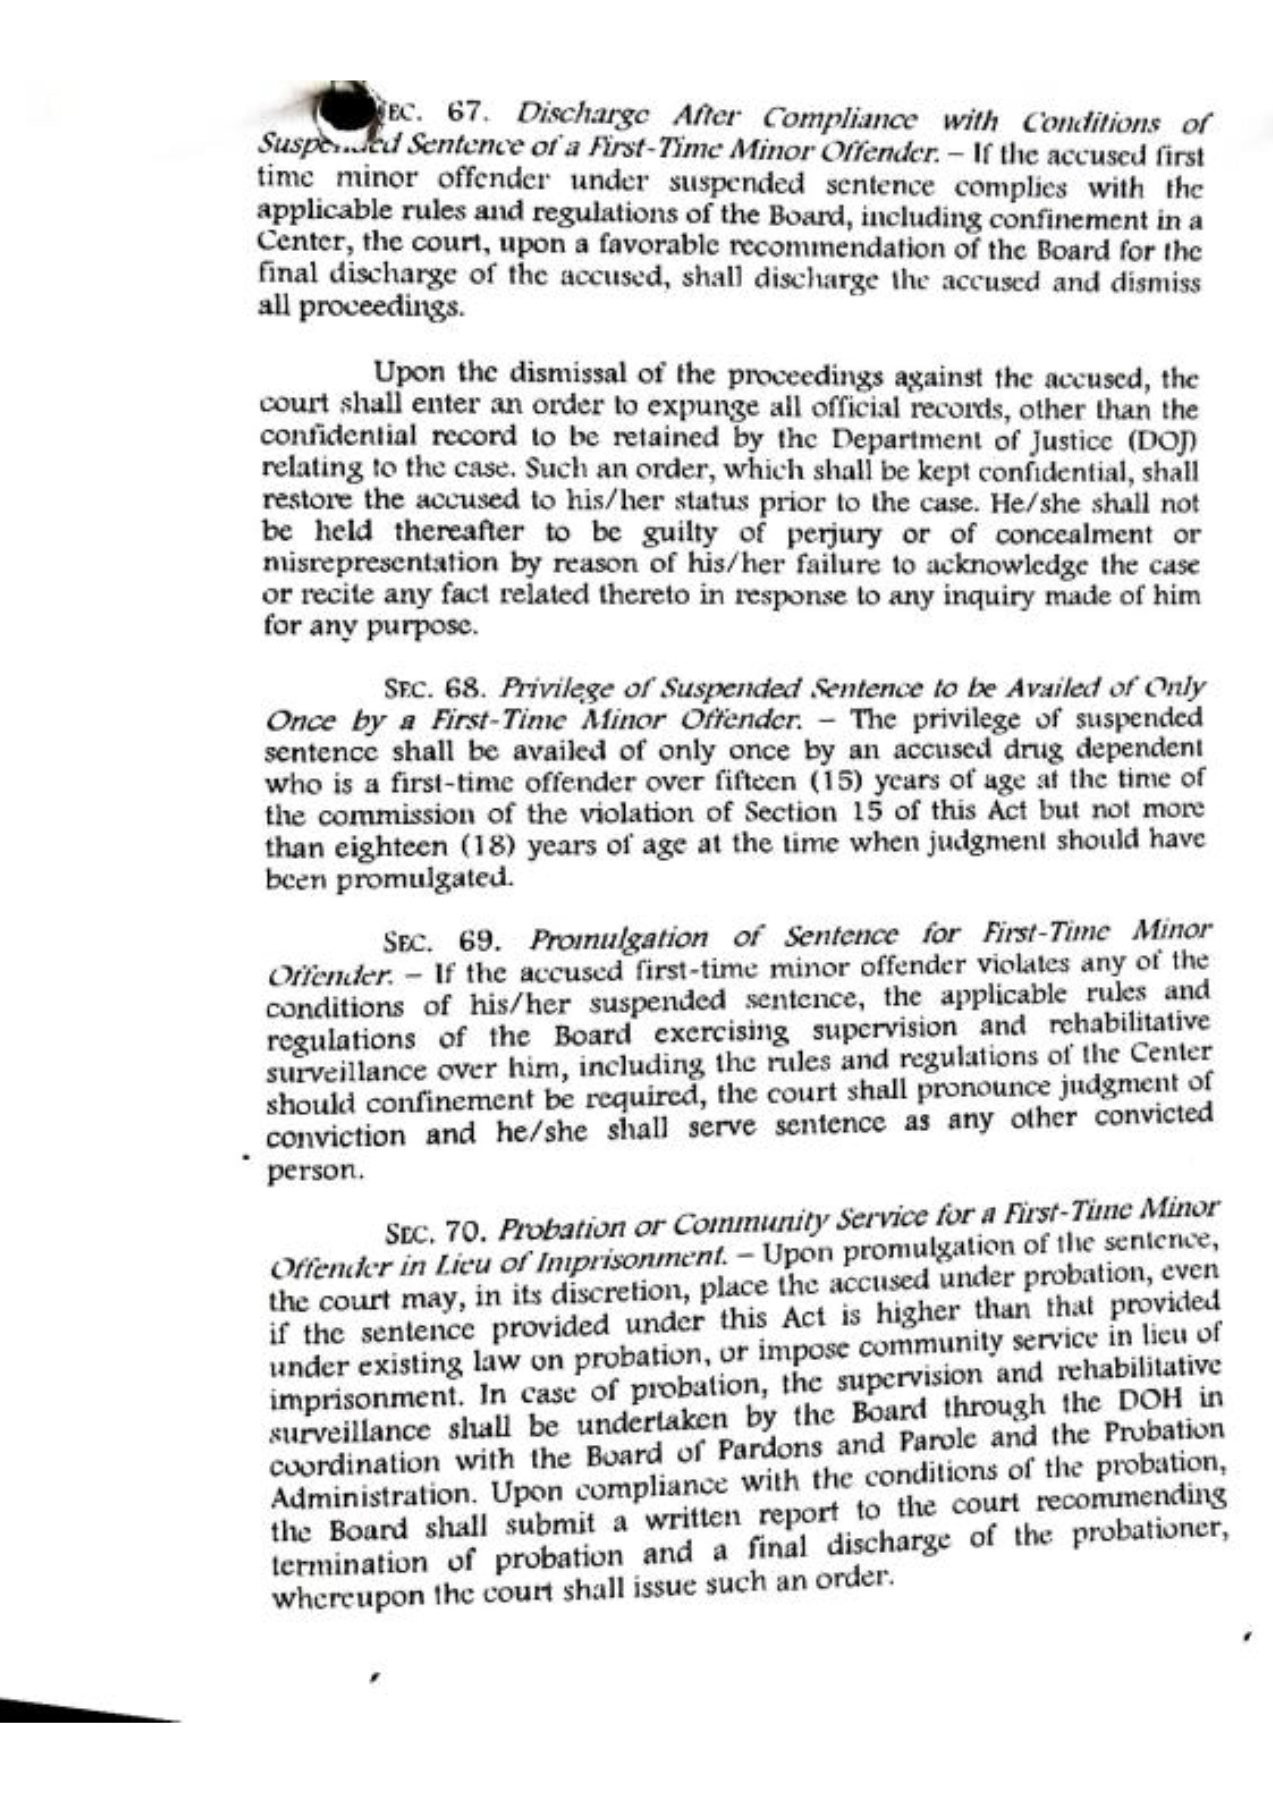 SEC. 67. Discharge After Compliance with Conditions of
Suspended Sentence of a First-Time Minor Offender. – If the accused first
time minor offender under suspended sentence complies with the
applicable rules and regulations of the Board, including confinement in a
Center, the court, upon a favorable recommendation of the Board for the
final discharge of the accused, shall discharge the accused and dismiss
all proceedings.
Upon the dismissal of the proceedings against the accused, the
court shall enter an order to expunge all official records, other than the
confidential record to be retained by the Department of Justice (DOJ)
relating to the case. Such an order, which shall be kept confidential, shall
restore the accused to his/her status prior to the case. He/she shall not
be held thereafter to be guilty of perjury or of concealment or
misrepresentation by reason of his/her failure to acknowledge the case
or recite any fact related thereto in response to any inquiry made of him
for any purpose.
SEC. 68. Privilege of Suspended Sentence to be Availed of Only
Once by a First-Time Minor Offender. – The privilege of suspended
sentence shall be availed of only once by an accused drug dependent
who is a first-time offender over fifteen (15) years of age at the time of
the commission of the violation of Section 15 of this Act but not more
than eighteen (18) years of age at the time when judgment should have
been promulgated.
SEC. 69. Promulgation of Sentence for First-Time Minor
Offender. – If the accused first-time minor offender violates any of the
conditions of his/her suspended sentence, the applicable rules and
regulations of the Board exercising supervision and rehabilitative
surveillance over him, including the rules and regulations of the Center
should confinement be required, the court shall pronounce judgment of
conviction and he/she shall serve sentence as any other convicted
person.
SEC. 70. Probation or Community Service for a First-Time Minor
Offender in Lieu of Imprisonment. – Upon promulgation of the sentence,
the court may, in its discretion, place the accused under probation, even
if the sentence provided under this Act is higher than that provided
under existing law on probation, or impose community service in lieu of
imprisonment. In case of probation, the supervision and rehabilitative
surveillance shall be undertaken by the Board through the DOH in
coordination with the Board of Pardons and Parole and the Probation
Administration. Upon compliance with the conditions of the probation,
the Board shall submit a written report to the court recommending
termination of probation and a final discharge of the probationer,
whereupon the court shall issue such an order.